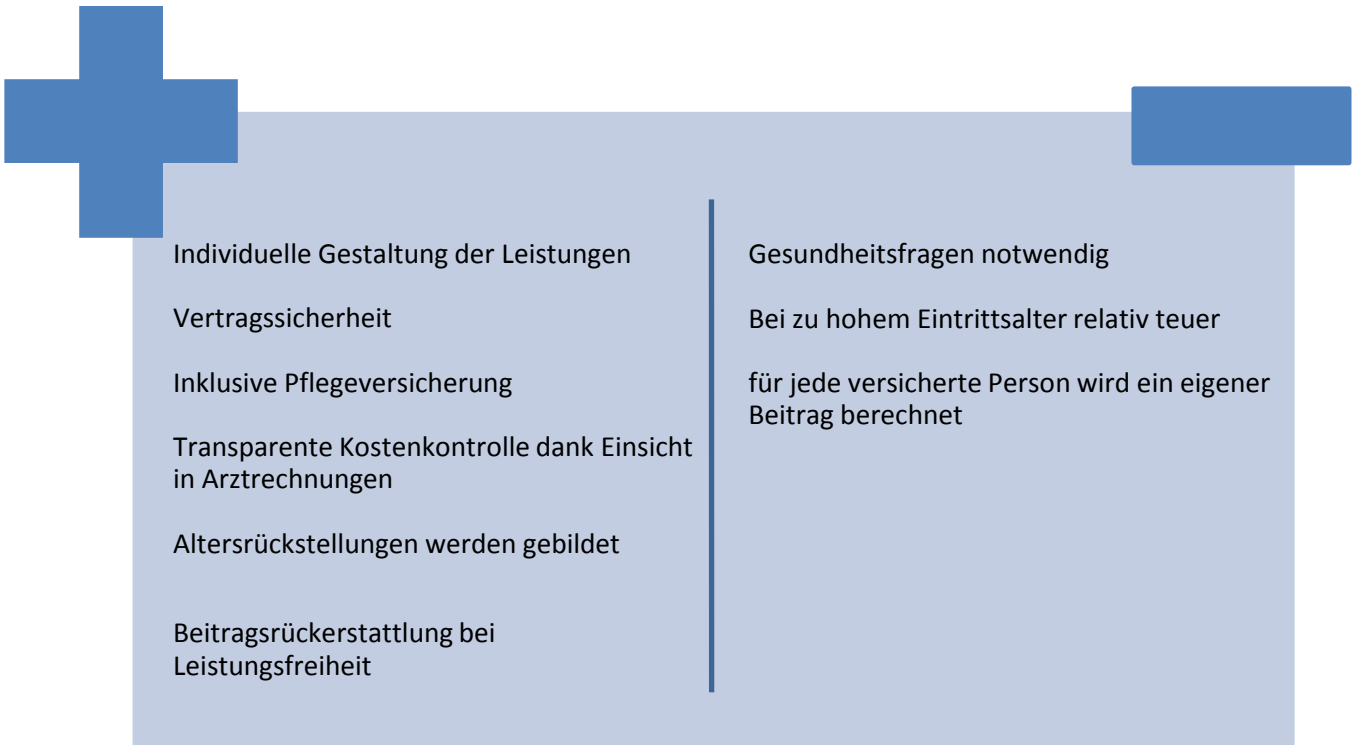 Individuelle Gestaltung der Leistungen
Vertragssicherheit
Inklusive Pflegeversicherung
Transparente Kostenkontrolle dank Einsicht
in Arztrechnungen
Altersrückstellungen werden gebildet
Beitragsrückerstattlung bei
Leistungsfreiheit
Gesundheitsfragen notwendig
Bei zu hohem Eintrittsalter relativ teuer
für jede versicherte Person wird ein eigener
Beitrag berechnet